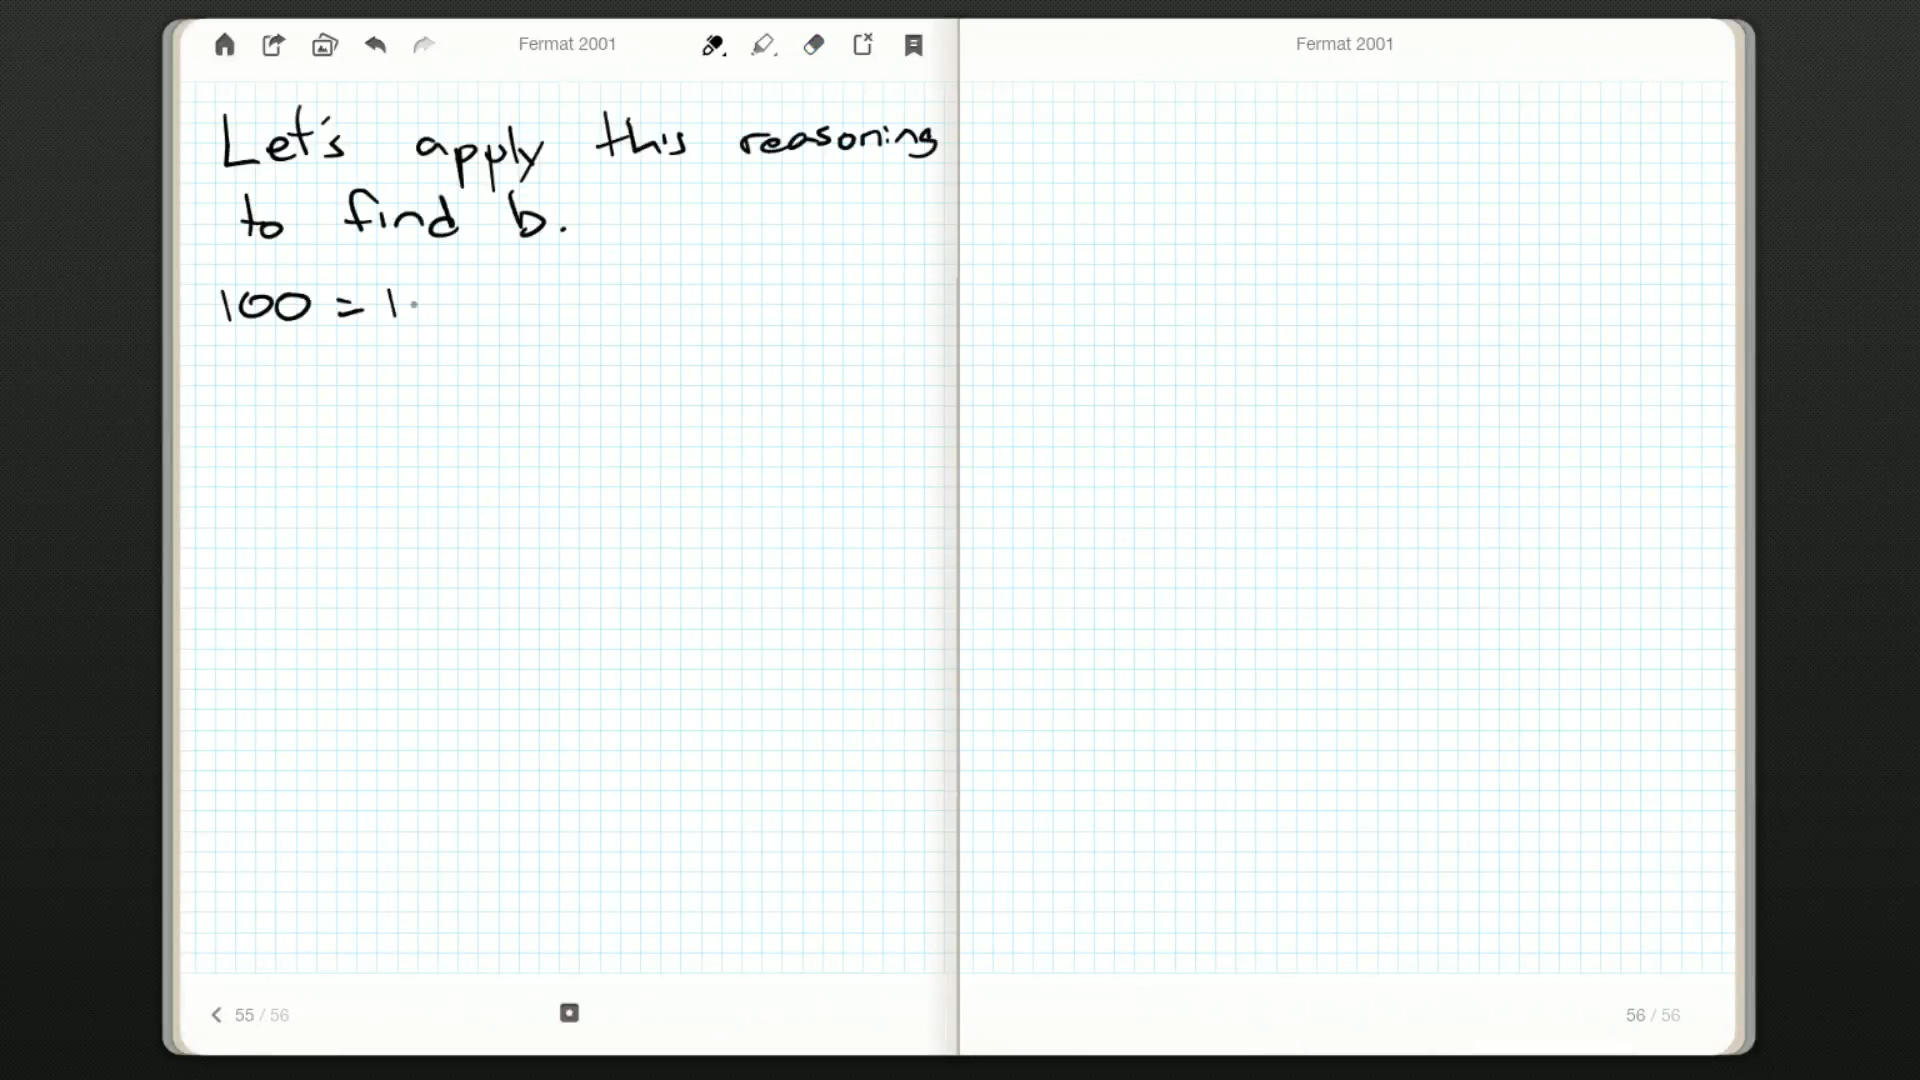 Fermat 2001
Fermat 2001
Let's apply this reasoning
to find b.
100 = 1
55 / 56
56 / 56